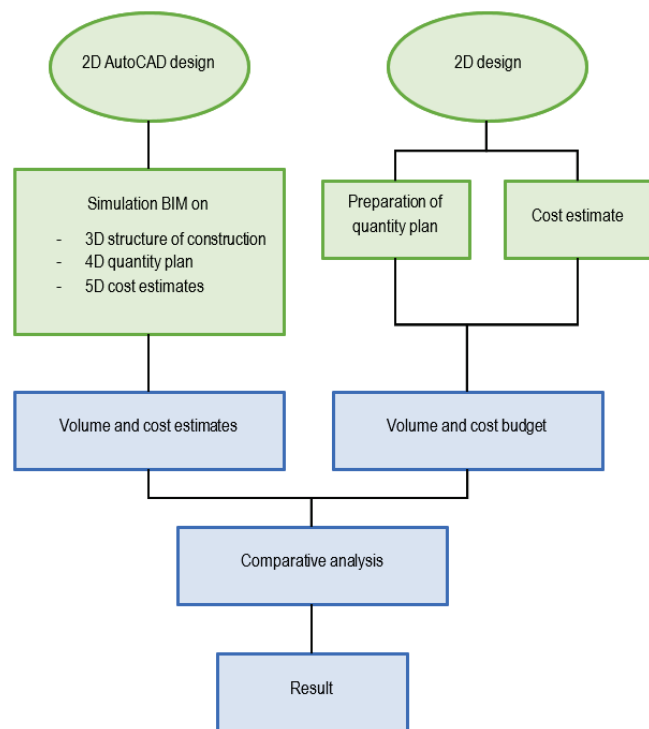 2D AutoCAD design
2D design
Simulation BIM on
- 3D structure of construction
- 4D quantity plan
- 5D cost estimates
Preparation of
quantity plan
Cost estimate
Volume and cost estimates
Volume and cost budget
Comparative analysis
Result